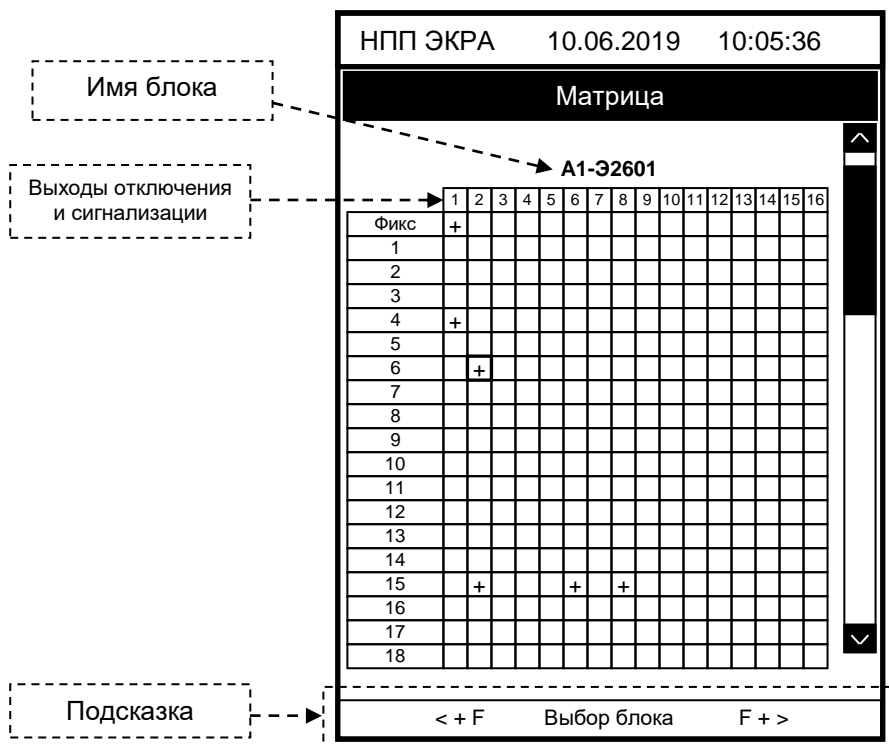 НПП ЭКРА 10.06.2019 10:05:36
Имя блока
Матрица
А1-Э2601
Выходы отключения
и сигнализации
1 2 3 4 5 6 7 8 9 10 11 12 13 14 15 16
Фикс +
1
2
3
4 +
5
6 +
7
8
9
10
11
12
13
14
15 + + +
16
17
18
Подсказка
< + F Выбор блока F + >